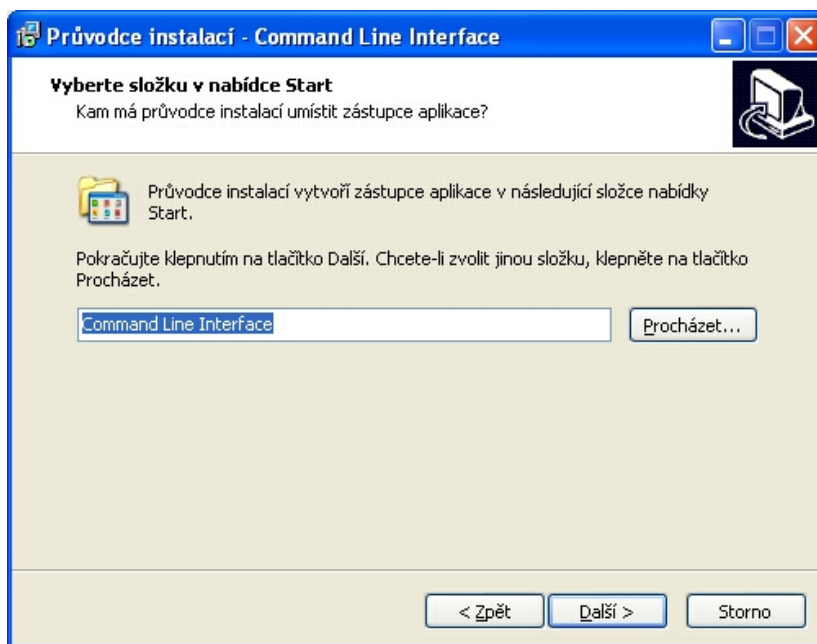 Průvodce instalací - Command Line Interface
Vyberte složku v nabídce Start
Kam má průvodce instalací umístit zástupce aplikace?
Průvodce instalací vytvoří zástupce aplikace v následující složce nabídky
Start.
Pokračujte klepnutím na tlačítko Další. Chcete-li zvolit jinou složku, klepněte na tlačítko
Procházet.
Command Line Interface
Procházet...
< Zpět
Další >
Storno